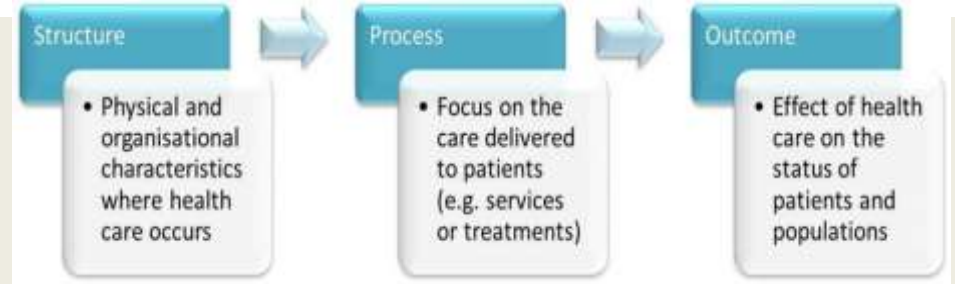 Structure
• Physical and
organisational
characteristics
where health
care occurs
Process
• Focus on the
care delivered
to patients
(e.g. services
or treatments)
Outcome
• Effect of health
care on the
status of
patients and
populations